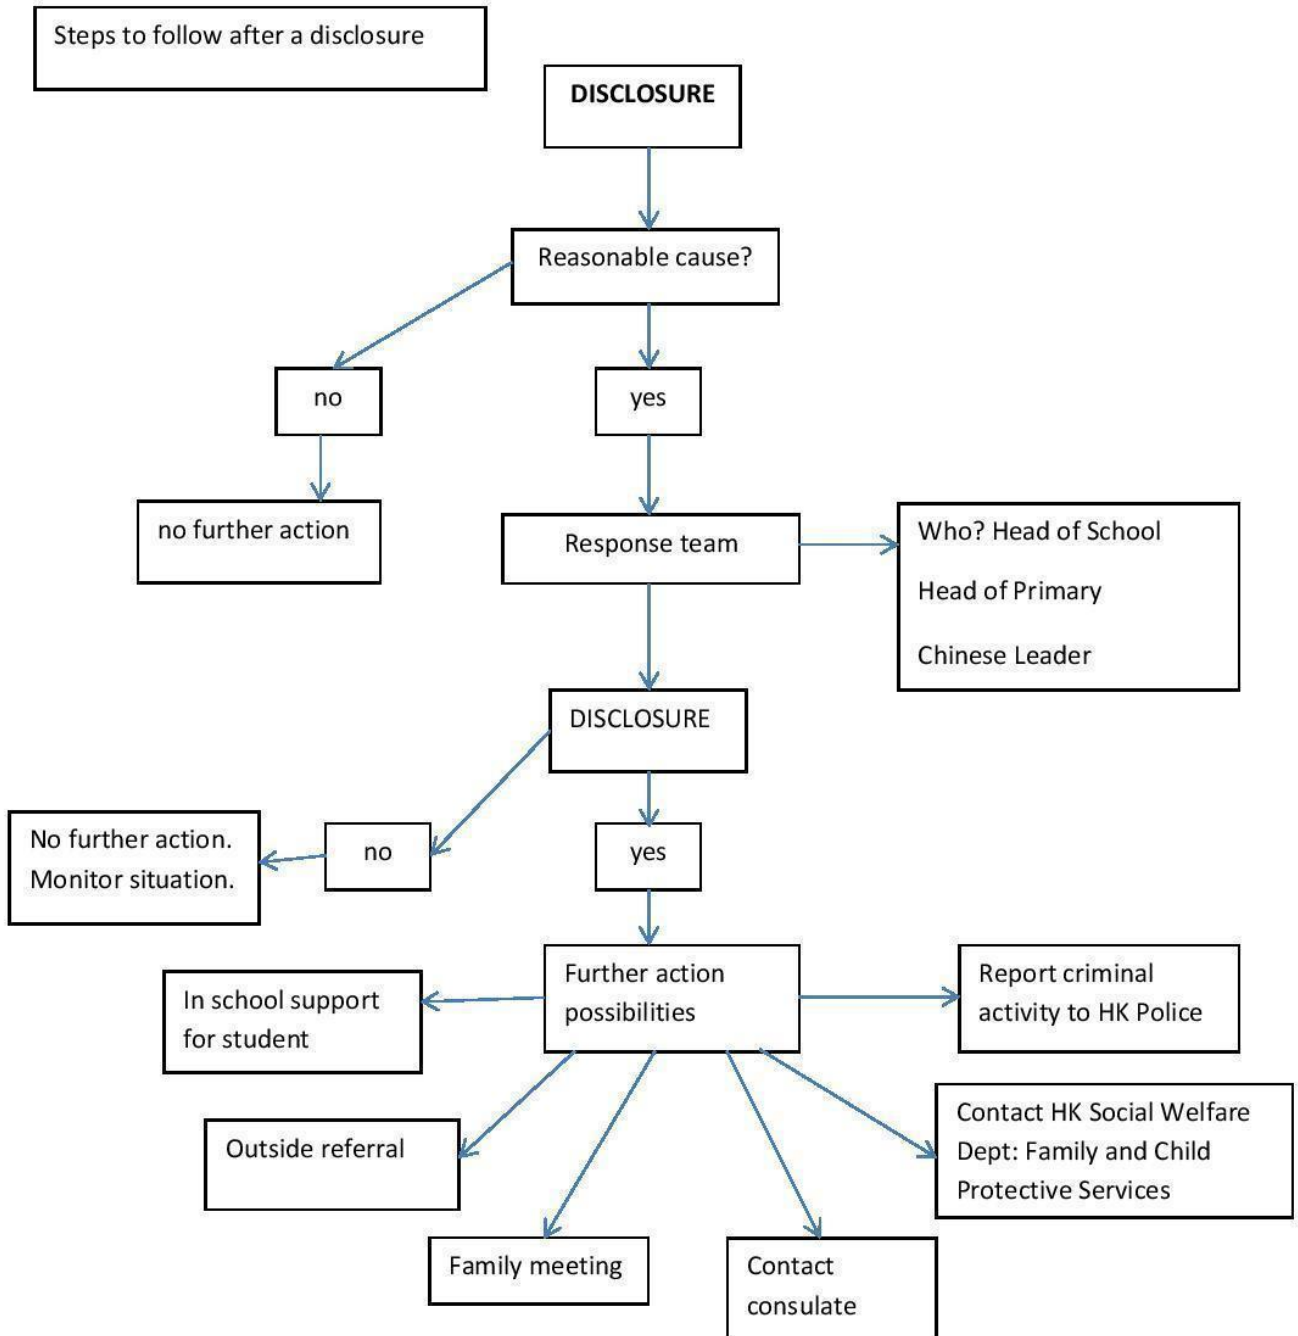 Steps to follow after a disclosure
DISCLOSURE
Reasonable cause?
no
yes
no further action
Response team
Who? Head of School
Head of Primary
Chinese Leader
DISCLOSURE
No further action.
Monitor situation.
no
yes
Further action
possibilities
In school support
for student
Report criminal
activity to HK Police
Outside referral
Contact HK Social Welfare
Dept: Family and Child
Protective Services
Family meeting
Contact
consulate